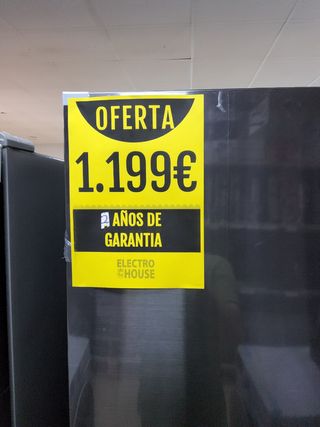 OFERTA
1.199€
AÑOS DE
GARANTIA
ELECTRO
HOUSE